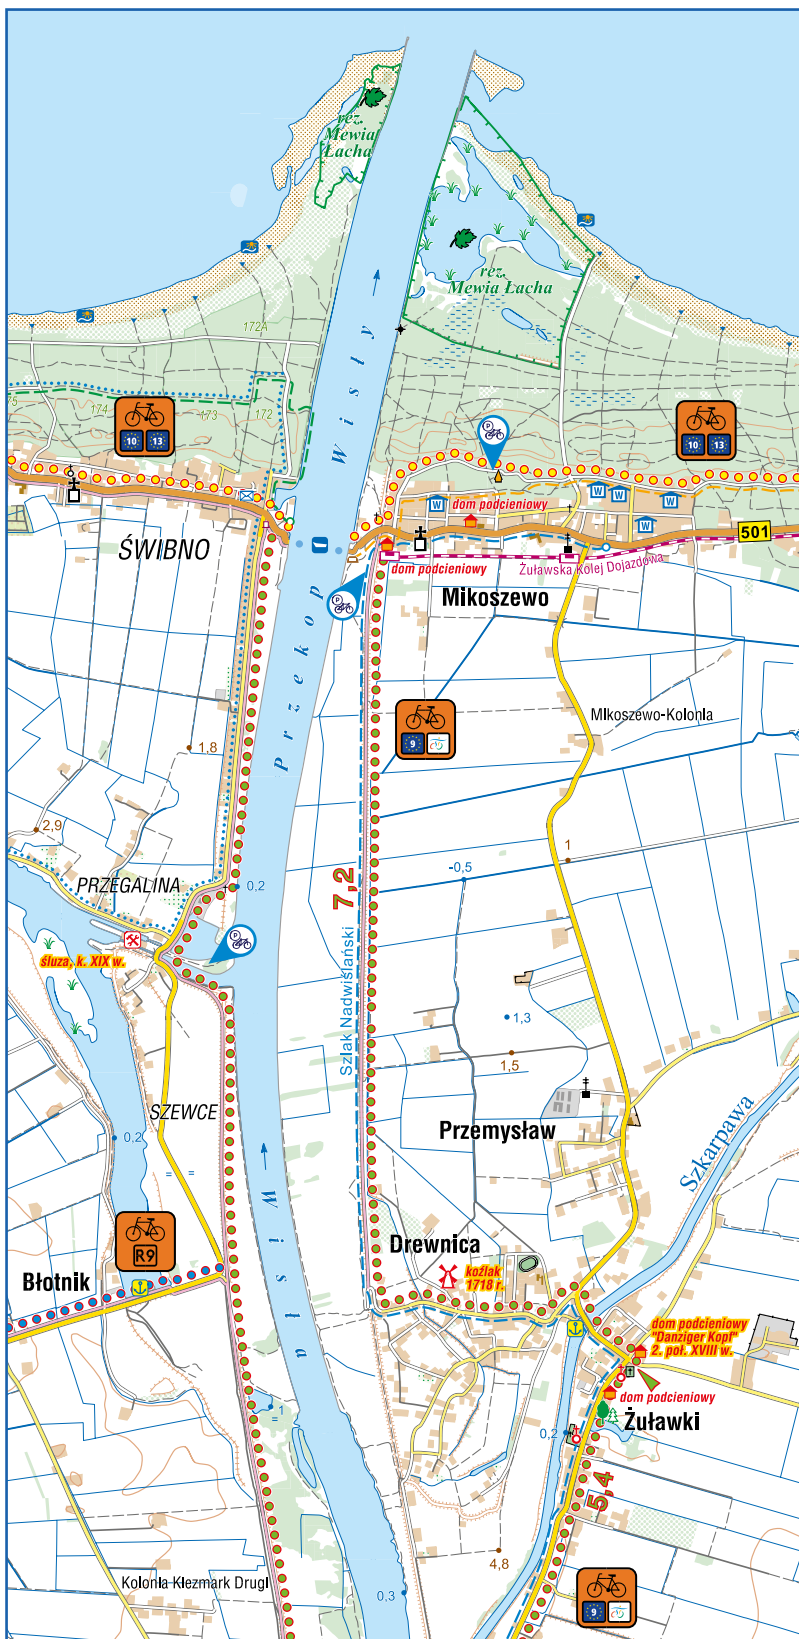 rez.
Mewia
Łacha
rez.
Mewia Łacha
172A
174
173
172
10 13
10 13
P
W
W
W
W
dom podcieniowy
501
ŚWIBNO
Przekop Wisły
dom podcieniowy
Żuławska Kolej Dojazdowa
P
Mikoszewo
MIkoszewo-Kolonia
9
1,8
2,9
1
-0,5
7,2
PRZEGALINA
0,2
P
śluza, k. XIX w.
Szlak Nadwiślański
1,3
1,5
SZEWCE
0,2
Przemysław
Szkarpawa
Wisła
R9
Drewnica
koźlak
1718 r.
Błotnik
dom podcieniowy
"Danziger Kopf"
2. poł. XVIII w.
dom podcieniowy
Żuławki
1
0,2
5,4
4,8
Kolonia Klezmark Drugi
0,3
9